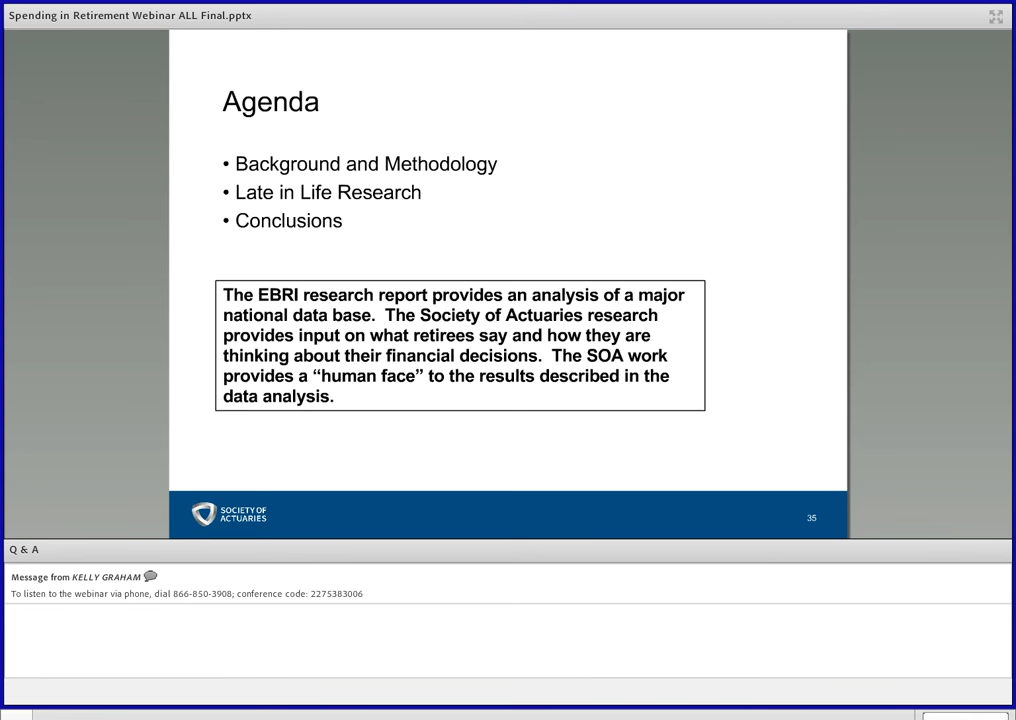 Spending in Retirement Webinar ALL Final.pptx
Agenda
• Background and Methodology
• Late in Life Research
• Conclusions
The EBRI research report provides an analysis of a major
national data base.  The Society of Actuaries research
provides input on what retirees say and how they are
thinking about their financial decisions.  The SOA work
provides a “human face” to the results described in the
data analysis.
SOCIETY OF
ACTUARIES
35
Q & A
Message from KELLY GRAHAM
To listen to the webinar via phone, dial 866-850-3908; conference code: 2275383006